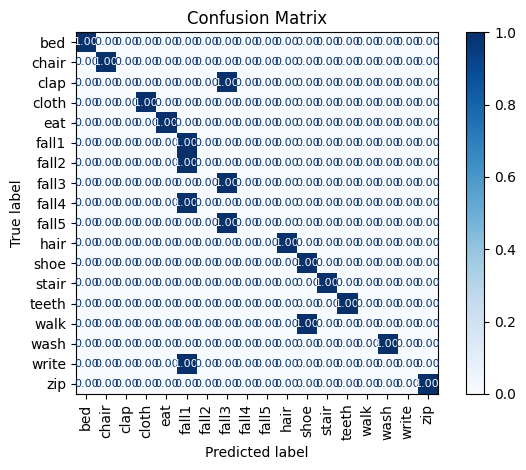 Confusion Matrix
bed 1.00 0.00 0.00 0.00 0.00 0.00 0.00 0.00 0.00 0.00 0.00 0.00 0.00 0.00 0.00 0.00 0.00 0.00
chair 0.00 1.00 0.00 0.00 0.00 0.00 0.00 0.00 0.00 0.00 0.00 0.00 0.00 0.00 0.00 0.00 0.00 0.00
clap 0.00 0.00 0.00 0.00 0.00 0.00 0.00 1.00 0.00 0.00 0.00 0.00 0.00 0.00 0.00 0.00 0.00 0.00
cloth 0.00 0.00 0.00 1.00 0.00 0.00 0.00 0.00 0.00 0.00 0.00 0.00 0.00 0.00 0.00 0.00 0.00 0.00
eat 0.00 0.00 0.00 0.00 1.00 0.00 0.00 0.00 0.00 0.00 0.00 0.00 0.00 0.00 0.00 0.00 0.00 0.00
fall1 0.00 0.00 0.00 0.00 0.00 1.00 0.00 0.00 0.00 0.00 0.00 0.00 0.00 0.00 0.00 0.00 0.00 0.00
fall2 0.00 0.00 0.00 0.00 0.00 1.00 0.00 0.00 0.00 0.00 0.00 0.00 0.00 0.00 0.00 0.00 0.00 0.00
fall3 0.00 0.00 0.00 0.00 0.00 0.00 0.00 1.00 0.00 0.00 0.00 0.00 0.00 0.00 0.00 0.00 0.00 0.00
fall4 0.00 0.00 0.00 0.00 0.00 1.00 0.00 0.00 0.00 0.00 0.00 0.00 0.00 0.00 0.00 0.00 0.00 0.00
fall5 0.00 0.00 0.00 0.00 0.00 0.00 0.00 1.00 0.00 0.00 0.00 0.00 0.00 0.00 0.00 0.00 0.00 0.00
hair 0.00 0.00 0.00 0.00 0.00 0.00 0.00 0.00 0.00 0.00 1.00 0.00 0.00 0.00 0.00 0.00 0.00 0.00
shoe 0.00 0.00 0.00 0.00 0.00 0.00 0.00 0.00 0.00 0.00 0.00 1.00 0.00 0.00 0.00 0.00 0.00 0.00
stair 0.00 0.00 0.00 0.00 0.00 0.00 0.00 0.00 0.00 0.00 0.00 0.00 1.00 0.00 0.00 0.00 0.00 0.00
teeth 0.00 0.00 0.00 0.00 0.00 0.00 0.00 0.00 0.00 0.00 0.00 0.00 0.00 1.00 0.00 0.00 0.00 0.00
walk 0.00 0.00 0.00 0.00 0.00 0.00 0.00 0.00 0.00 0.00 0.00 1.00 0.00 0.00 0.00 0.00 0.00 0.00
wash 0.00 0.00 0.00 0.00 0.00 0.00 0.00 0.00 0.00 0.00 0.00 0.00 0.00 0.00 0.00 1.00 0.00 0.00
write 0.00 0.00 0.00 0.00 0.00 1.00 0.00 0.00 0.00 0.00 0.00 0.00 0.00 0.00 0.00 0.00 0.00 0.00
zip 0.00 0.00 0.00 0.00 0.00 0.00 0.00 0.00 0.00 0.00 0.00 0.00 0.00 0.00 0.00 0.00 0.00 1.00
True label
bed chair clap cloth eat fall1 fall2 fall3 fall4 fall5 hair shoe stair teeth walk wash write zip
Predicted label
1.0
0.8
0.6
0.4
0.2
0.0